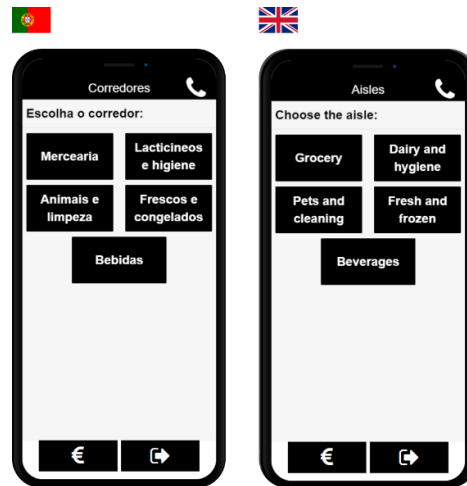 Corredores
Escolha o corredor:
Mercearia
Lacticineos
e higiene
Animais e
limpeza
Frescos e
congelados
Bebidas
€
Aisles
Choose the aisle:
Grocery
Dairy and
hygiene
Pets and
cleaning
Fresh and
frozen
Beverages
€